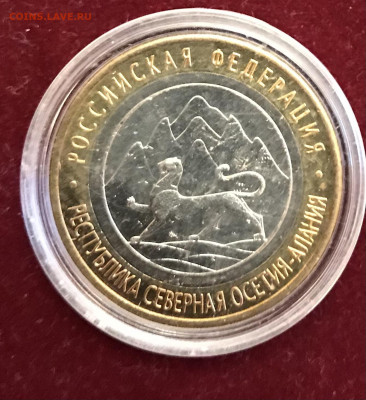 COINS.LAVE.RU
РОССИЙСКАЯ ФЕДЕРАЦИЯ
РЕСПУБЛИКА СЕВЕРНАЯ ОСЕТИЯ-АЛАНИЯ